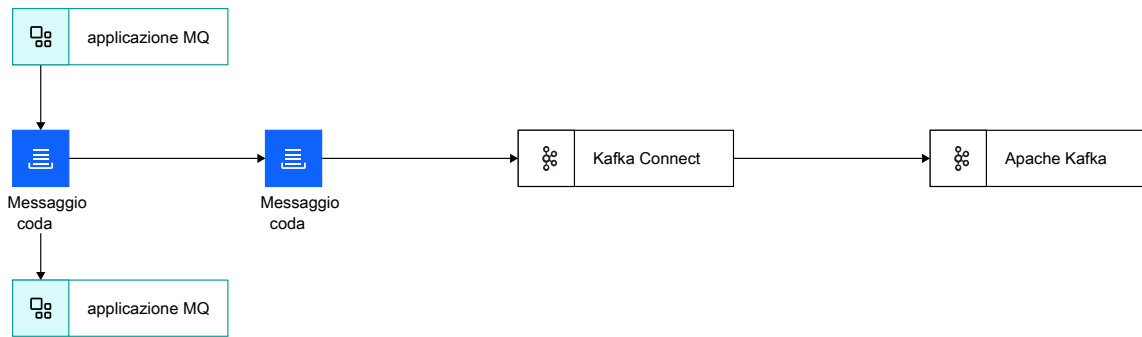 applicazione MQ
Messaggio
coda
Messaggio
coda
Kafka Connect
Apache Kafka
applicazione MQ